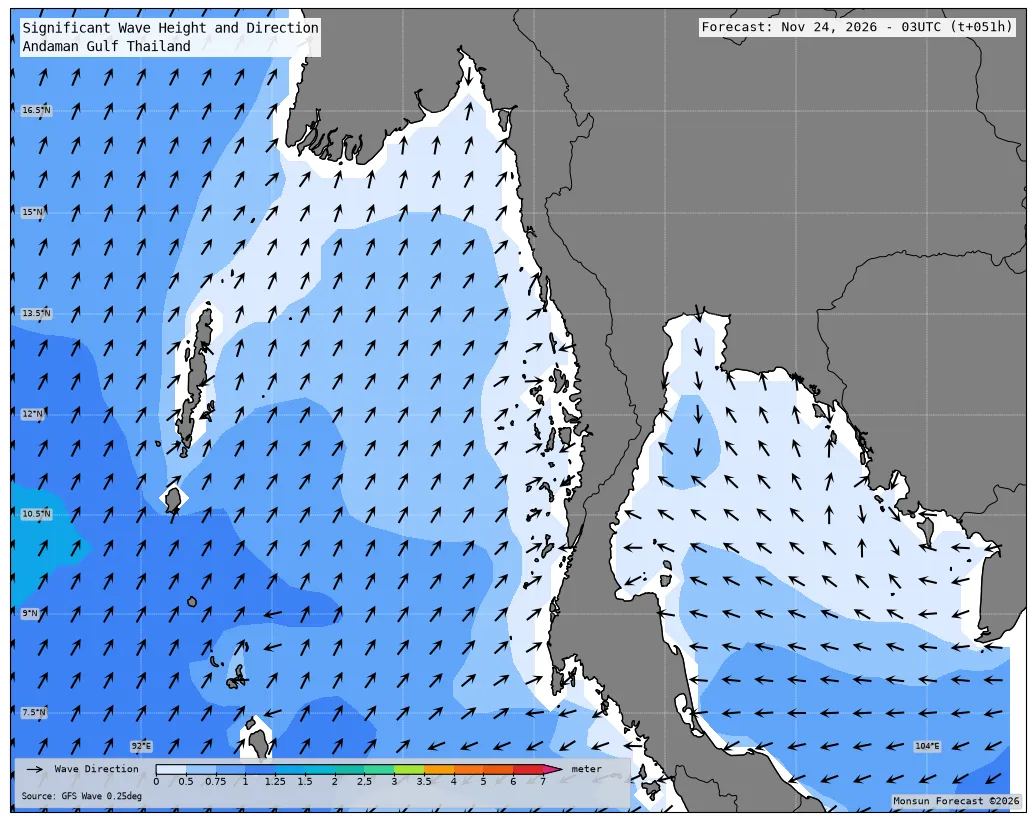 Significant Wave Height and Direction
Andaman Gulf Thailand
Forecast: Nov 24, 2026 - 03UTC (t+051h)
16.5°N
15°N
13.5°N
12°N
10.5°N
9°N
7.5°N
92°E
104°E
Wave Direction
meter
0 0.5 0.75 1 1.25 1.5 2 2.5 3 3.5 4 5 6 7
Source: GFS Wave 0.25deg
Monsun Forecast ©2026